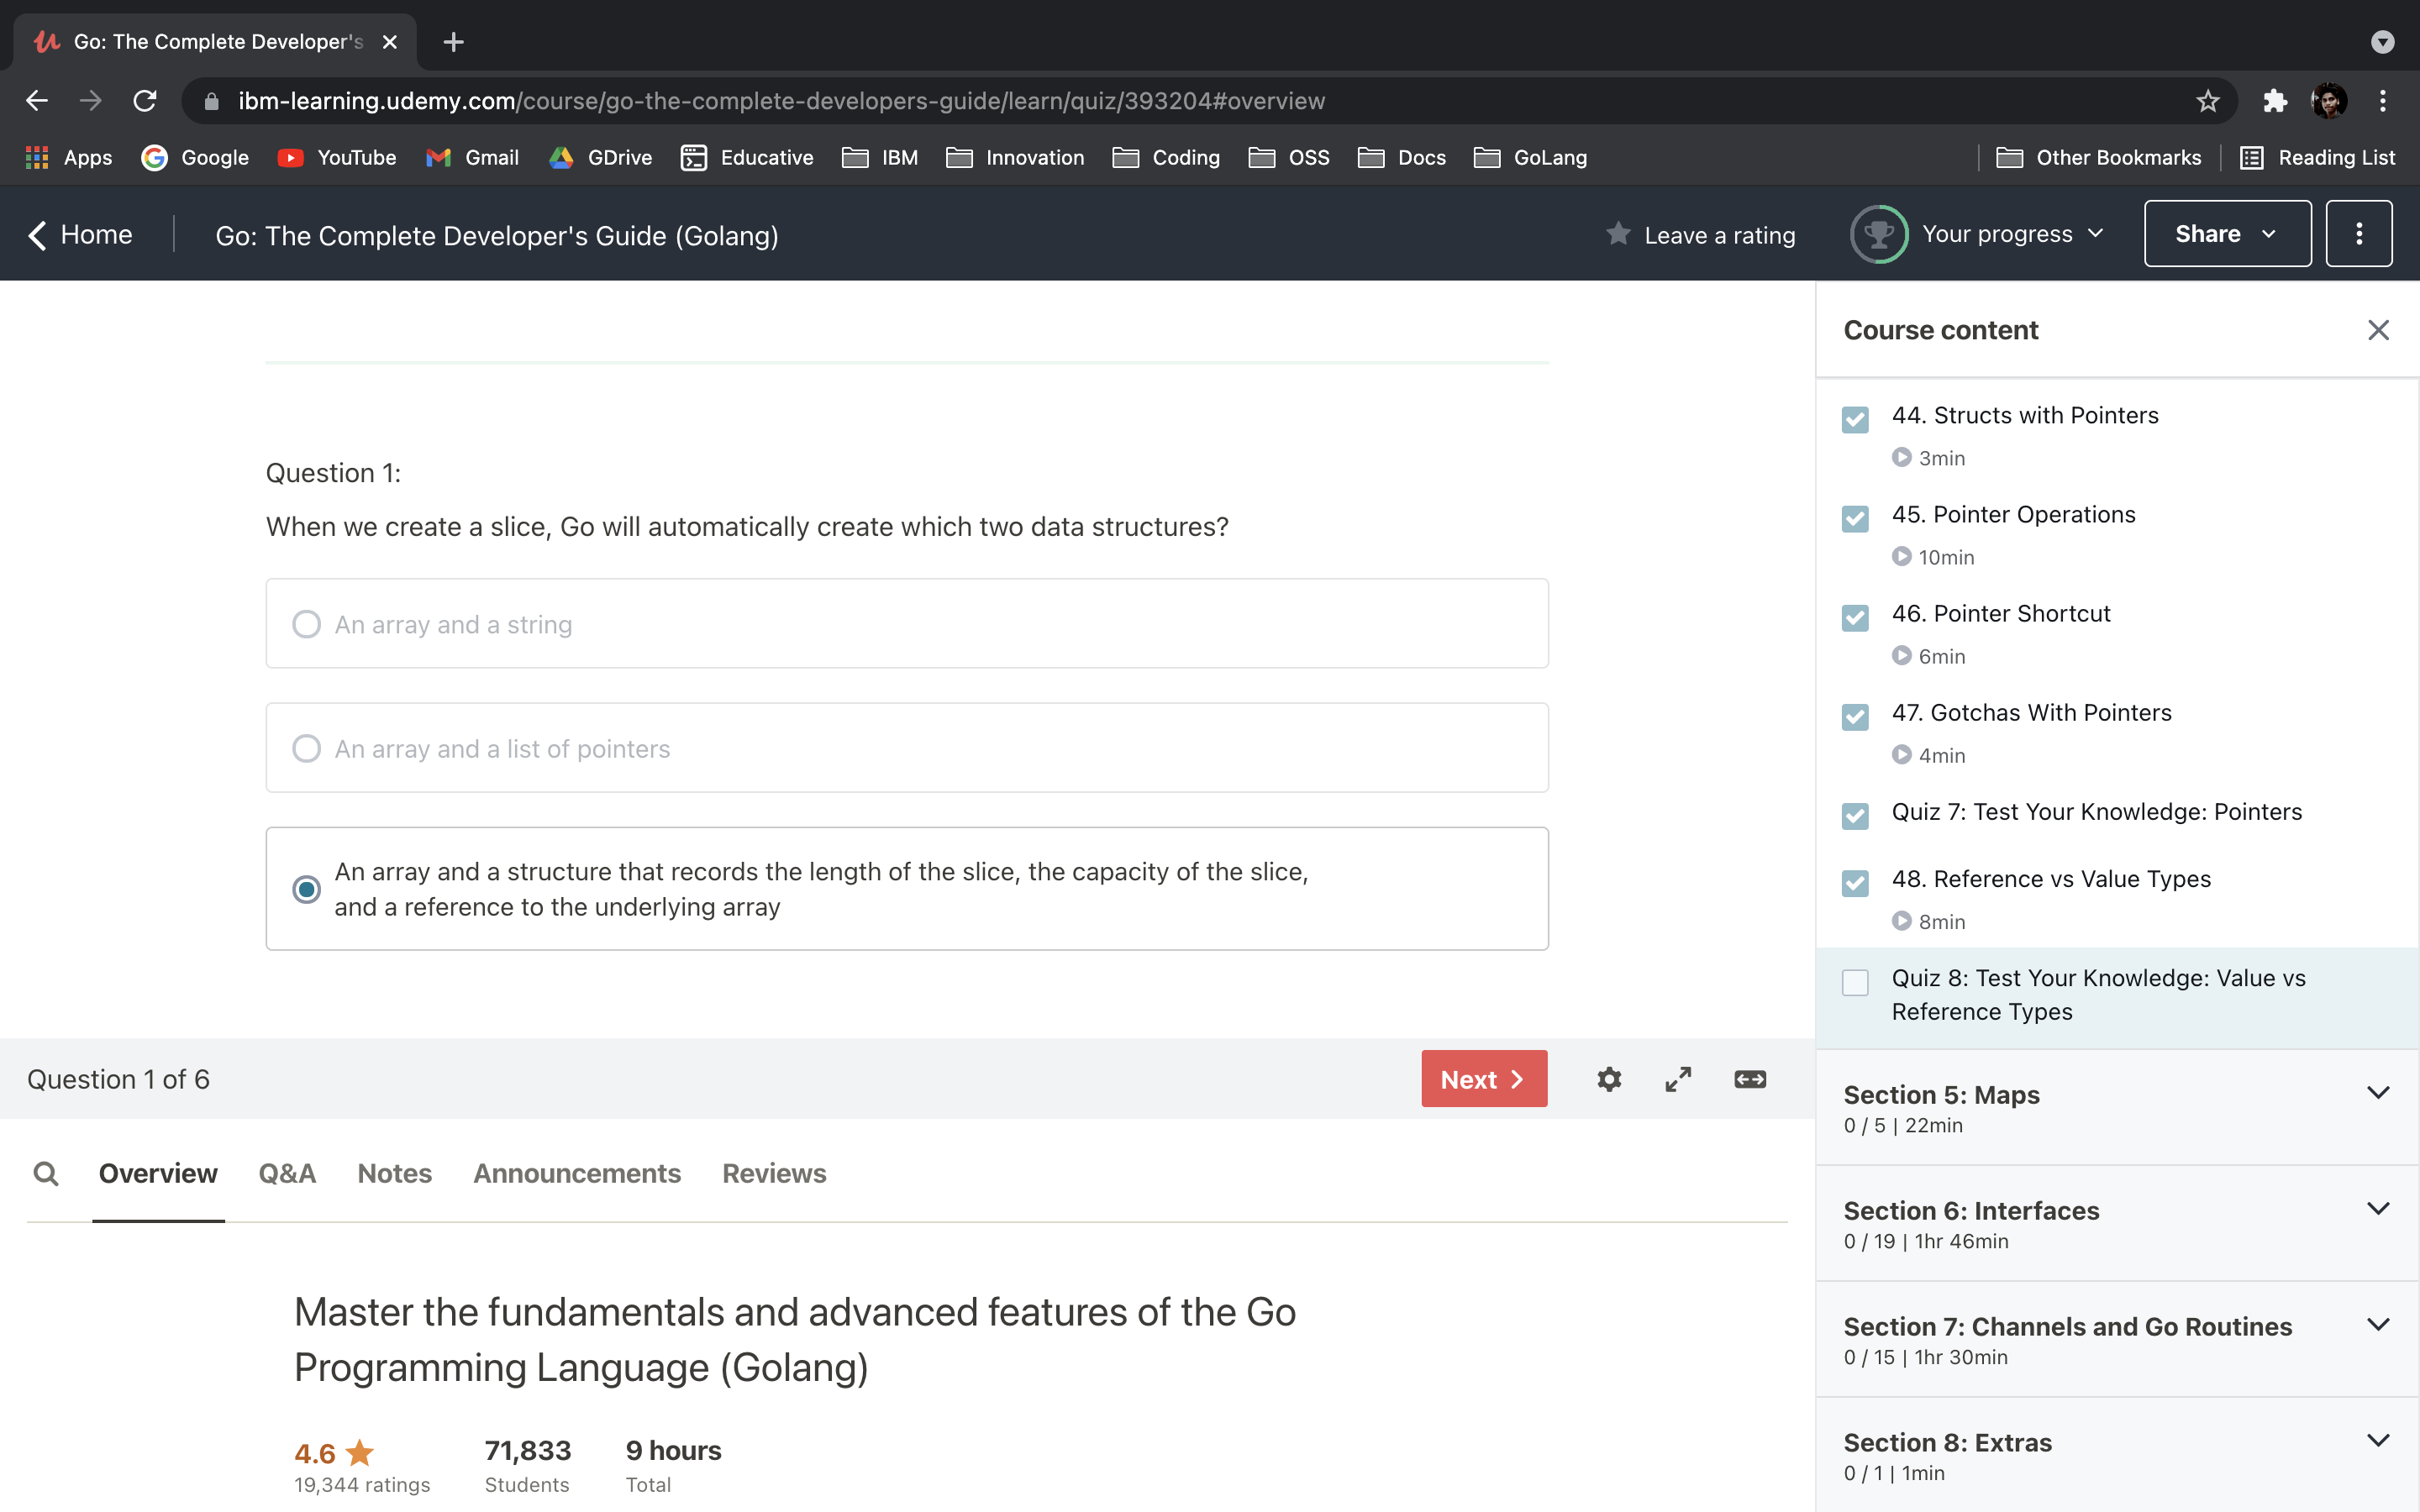 Go: The Complete Developer's
ibm-learning.udemy.com/course/go-the-complete-developers-guide/learn/quiz/393204#overview
Apps Google YouTube Gmail GDrive Educative IBM Innovation Coding OSS Docs GoLang Other Bookmarks Reading List
Home Go: The Complete Developer's Guide (Golang) Leave a rating Your progress Share
Question 1:
When we create a slice, Go will automatically create which two data structures?
An array and a string
An array and a list of pointers
An array and a structure that records the length of the slice, the capacity of the slice,
and a reference to the underlying array
Question 1 of 6 Next
Overview Q&A Notes Announcements Reviews
Master the fundamentals and advanced features of the Go
Programming Language (Golang)
4.6 71,833 9 hours
19,344 ratings Students Total
Course content
44. Structs with Pointers
3min
45. Pointer Operations
10min
46. Pointer Shortcut
6min
47. Gotchas With Pointers
4min
Quiz 7: Test Your Knowledge: Pointers
48. Reference vs Value Types
8min
Quiz 8: Test Your Knowledge: Value vs
Reference Types
Section 5: Maps
0 / 5 | 22min
Section 6: Interfaces
0 / 19 | 1hr 46min
Section 7: Channels and Go Routines
0 / 15 | 1hr 30min
Section 8: Extras
0 / 1 | 1min